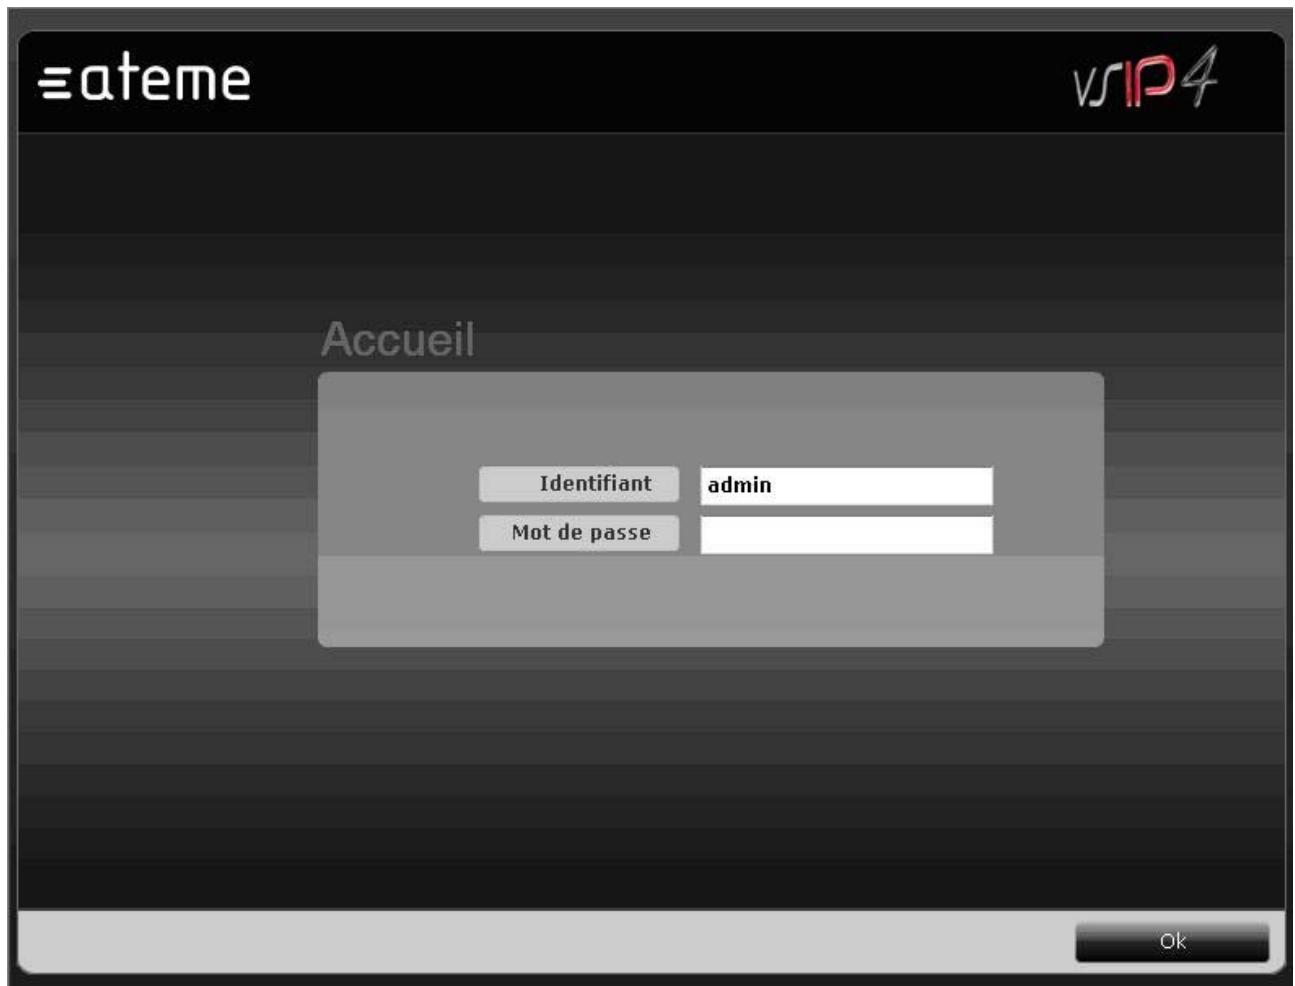 ateme
VSIP4
Accueil
Identifiant
admin
Mot de passe
Ok